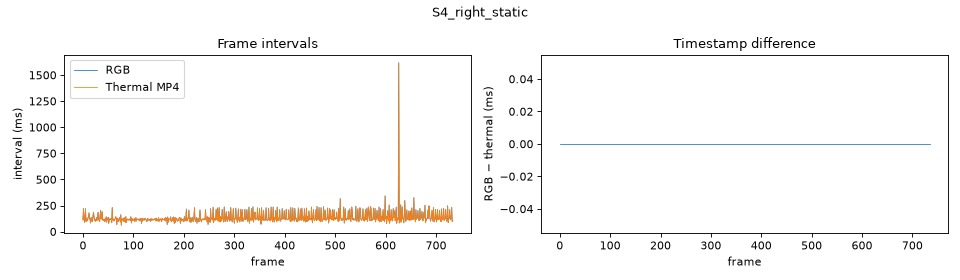 S4_right_static
Frame intervals
RGB
Thermal MP4
1500
1250
1000
750
500
250
0
interval (ms)
0 100 200 300 400 500 600 700
frame
Timestamp difference
0.04
0.02
0.00
−0.02
−0.04
RGB − thermal (ms)
0 100 200 300 400 500 600 700
frame